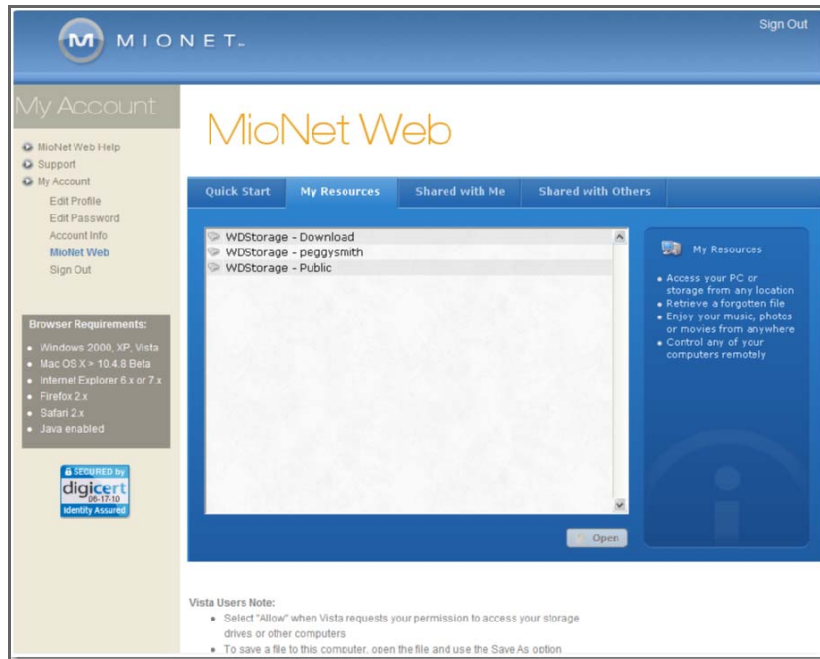 Sign Out
M MIONET™
My Account
MioNet Web Help
Support
My Account
Edit Profile
Edit Password
Account Info
MioNet Web
Sign Out
Browser Requirements:
Windows 2000, XP, Vista
Mac OS X > 10.4.8 Beta
Internet Explorer 6.x or 7.x
Firefox 2.x
Safari 2.x
Java enabled
SECURED by
digicert
06-17-10
Identity Assured
MioNet Web
Quick Start My Resources Shared with Me Shared with Others
WDStorage - Download
WDStorage - peggysmith
WDStorage - Public
Open
My Resources
Access your PC or
storage from any location
Retrieve a forgotten file
Enjoy your music, photos
or movies from anywhere
Control any of your
computers remotely
Vista Users Note:
Select "Allow" when Vista requests your permission to access your storage
drives or other computers
To save a file to this computer, open the file and use the Save As option